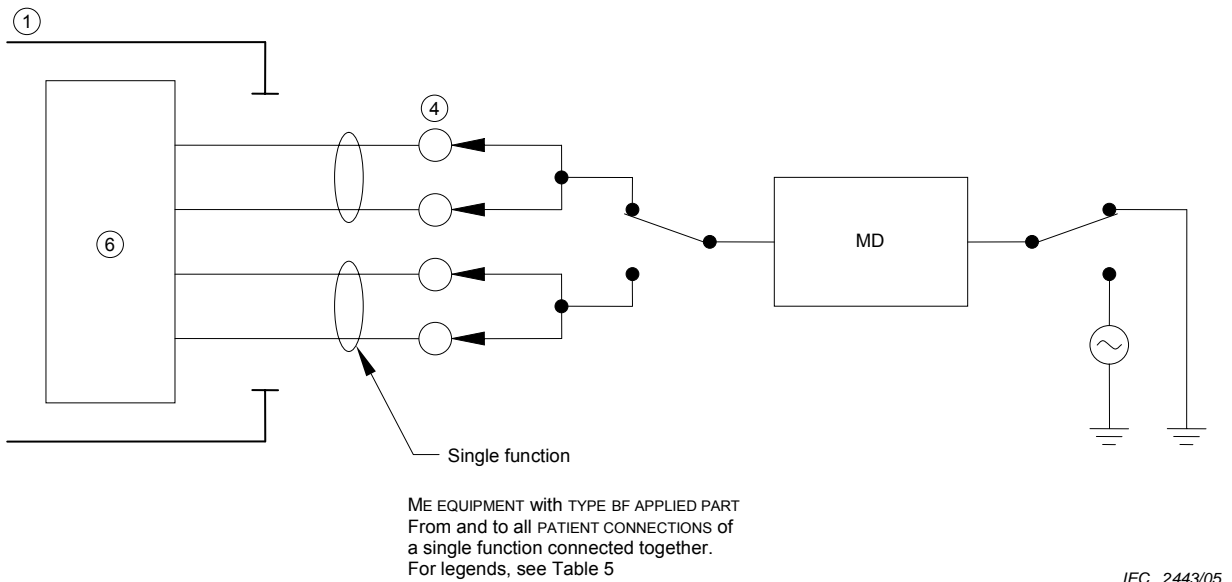 1
4
6
MD
Single function
ME EQUIPMENT with TYPE BF APPLIED PART
From and to all PATIENT CONNECTIONS of
a single function connected together.
For legends, see Table 5
IEC 2443/05